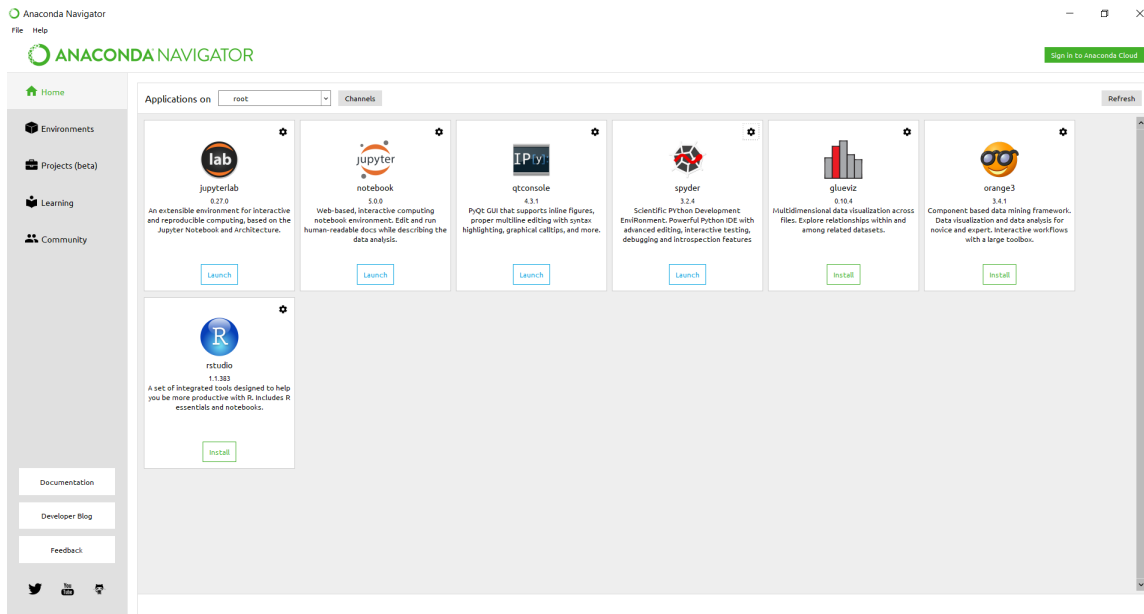 Anaconda Navigator
File Help
ANACONDA NAVIGATOR
Sign in to Anaconda Cloud
Home
Environments
Projects (beta)
Learning
Community
Documentation
Developer Blog
Feedback
You
Tube
Applications on root Channels Refresh
lab
jupyterlab
0.27.0
An extensible environment for interactive
and reproducible computing, based on the
Jupyter Notebook and Architecture.
Launch
jupyter
notebook
5.0.0
Web-based, interactive computing
notebook environment. Edit and run
human-readable docs while describing the
data analysis.
Launch
IP[y]:
qtconsole
4.3.1
PyQt GUI that supports inline figures,
proper multiline editing with syntax
highlighting, graphical calltips, and more.
Launch
spyder
3.2.4
Scientific PYthon Development
EnviRonment. Powerful Python IDE with
advanced editing, interactive testing,
debugging and introspection features
Launch
glueviz
0.10.4
Multidimensional data visualization across
files. Explore relationships within and
among related datasets.
Install
orange3
3.4.1
Component based data mining framework.
Data visualization and data analysis for
novice and expert. Interactive workflows
with a large toolbox.
Install
R
rstudio
1.1.383
A set of integrated tools designed to help
you be more productive with R. Includes R
essentials and notebooks.
Install